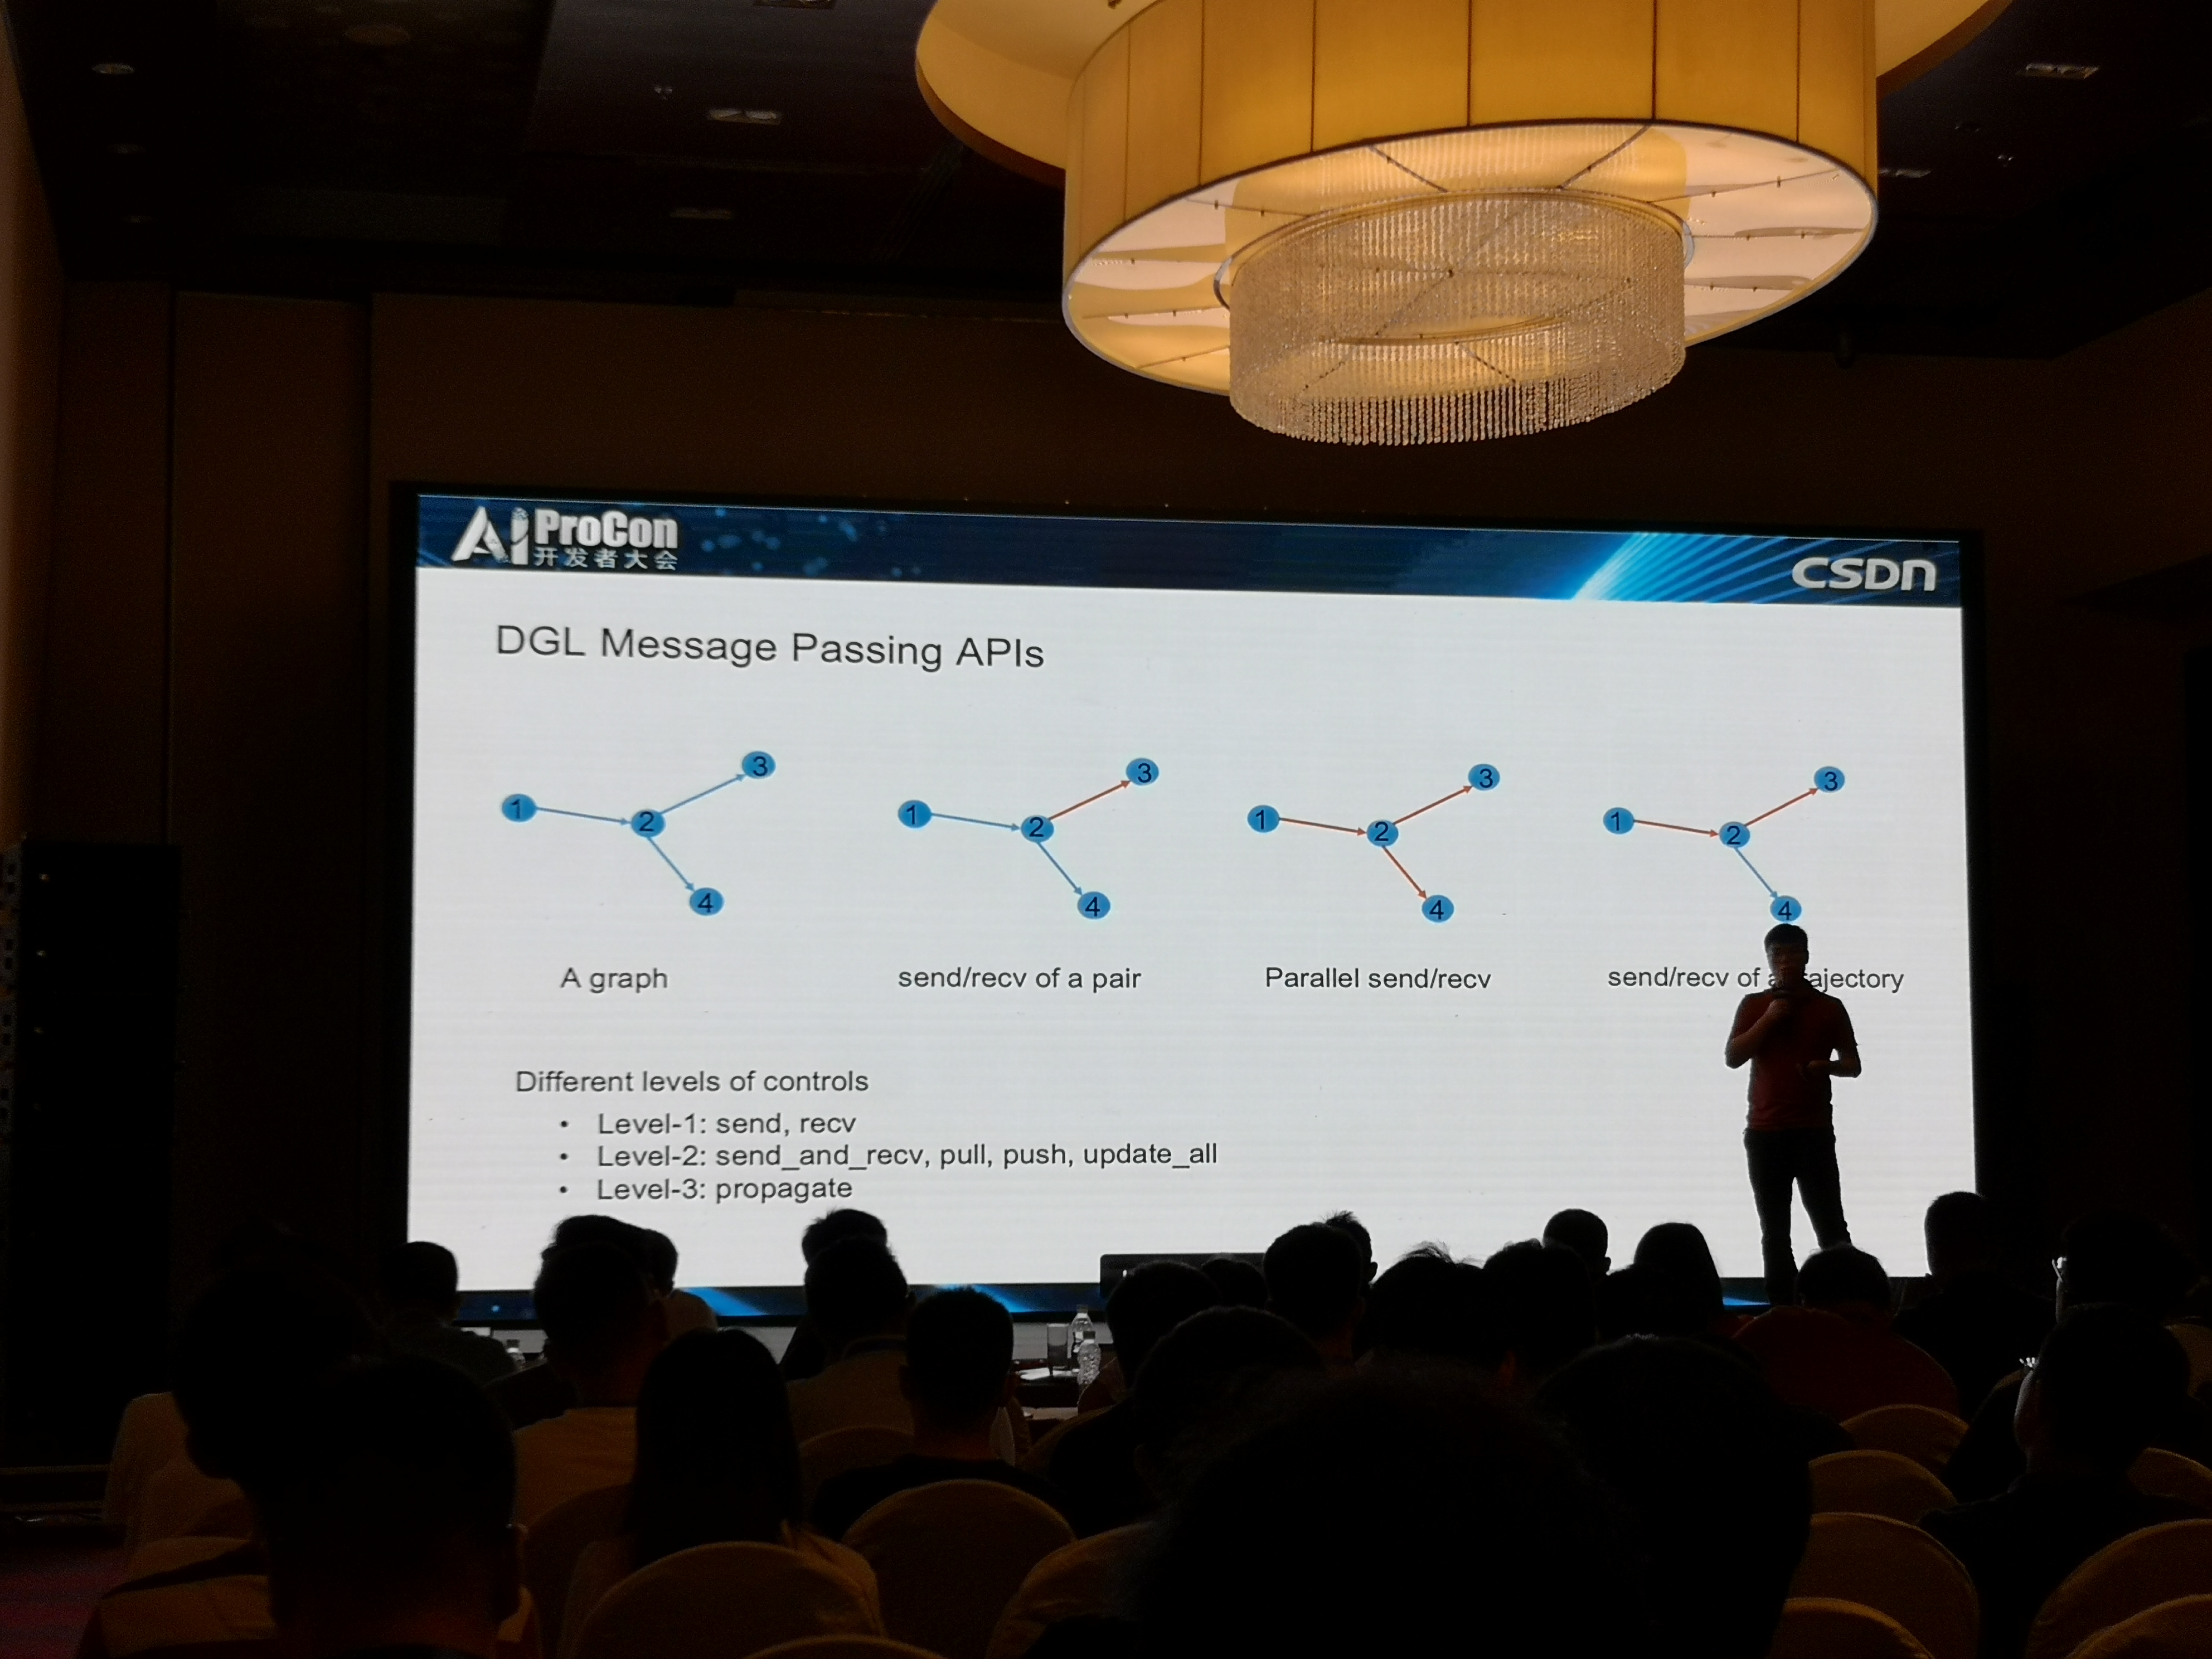 AI ProCon
开发者大会
CSDN
DGL Message Passing APIs
1 2 3 4
1 2 3 4
1 2 3 4
1 2 3 4
A graph
send/recv of a pair
Parallel send/recv
send/recv of a ajectory
Different levels of controls
• Level-1: send, recv
• Level-2: send_and_recv, pull, push, update_all
• Level-3: propagate